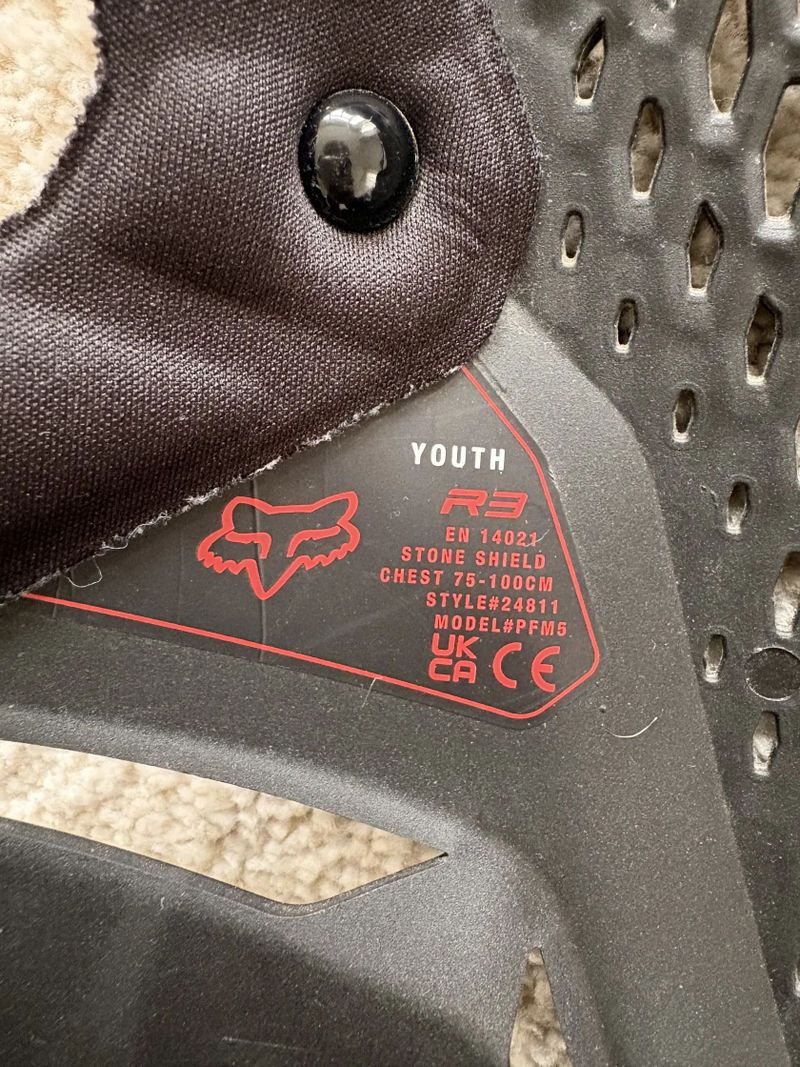 YOUTH
R3
EN 14021
STONE SHIELD
CHEST 75-100CM
STYLE#24811
MODEL#PFM5
UK
CA CE